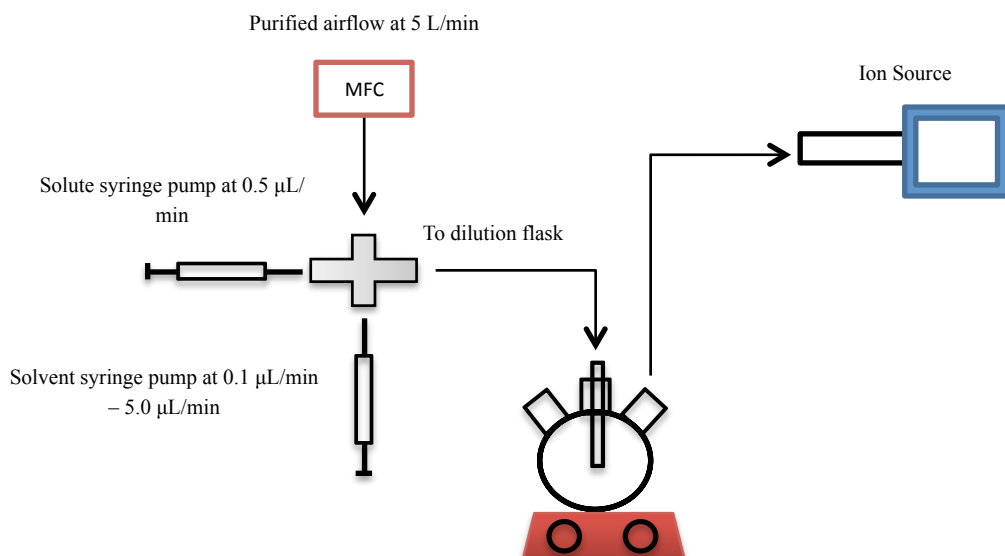 Purified airflow at 5 L/min
MFC
Ion Source
Solute syringe pump at 0.5 μL/
min
To dilution flask
Solvent syringe pump at 0.1 μL/min
– 5.0 μL/min